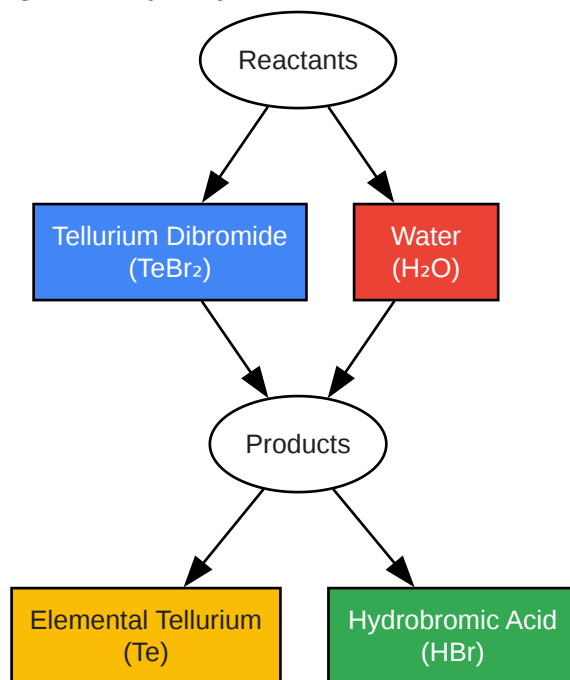 Reactants
Tellurium Dibromide
(TeBr₂)
Water
(H₂O)
Products
Elemental Tellurium
(Te)
Hydrobromic Acid
(HBr)